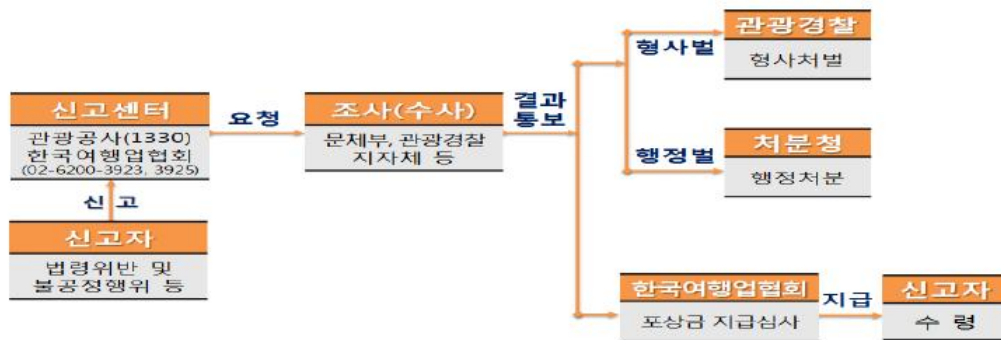 관광경찰
형사벌
형사처벌
신고센터
관광공사(1330)
한국여행업협회
(02-6200-3923, 3925)
요청
조사(수사)
문체부, 관광경찰
지자체 등
결과
통보
행정벌
처분청
행정처분
신고
신고자
법령위반 및
불공정행위 등
한국여행업협회
포상금 지급심사
지급
신고자
수 령